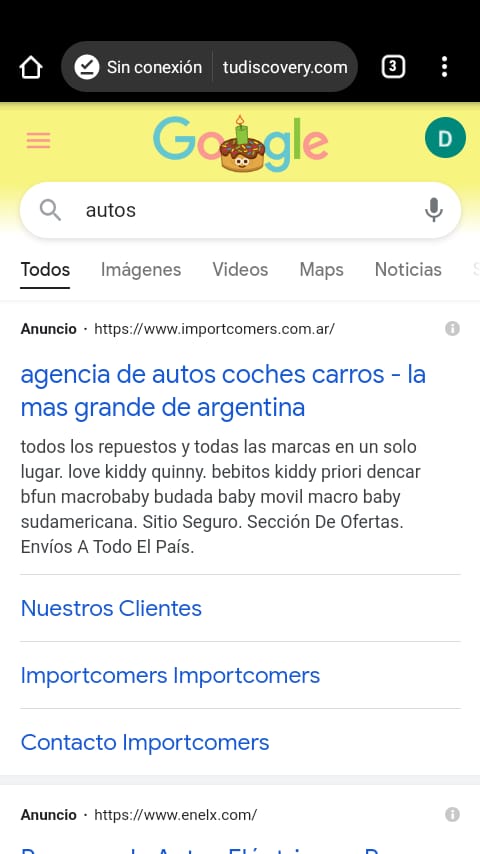 Sin conexión tudiscovery.com 3
Google D
autos
Todos Imágenes Videos Maps Noticias
Anuncio · https://www.importcomers.com.ar/
agencia de autos coches carros - la
mas grande de argentina
todos los repuestos y todas las marcas en un solo
lugar. love kiddy quinny. bebitos kiddy priori dencar
bfun macrobaby budada baby movil macro baby
sudamericana. Sitio Seguro. Sección De Ofertas.
Envíos A Todo El País.
Nuestros Clientes
Importcomers Importcomers
Contacto Importcomers
Anuncio · https://www.enelx.com/